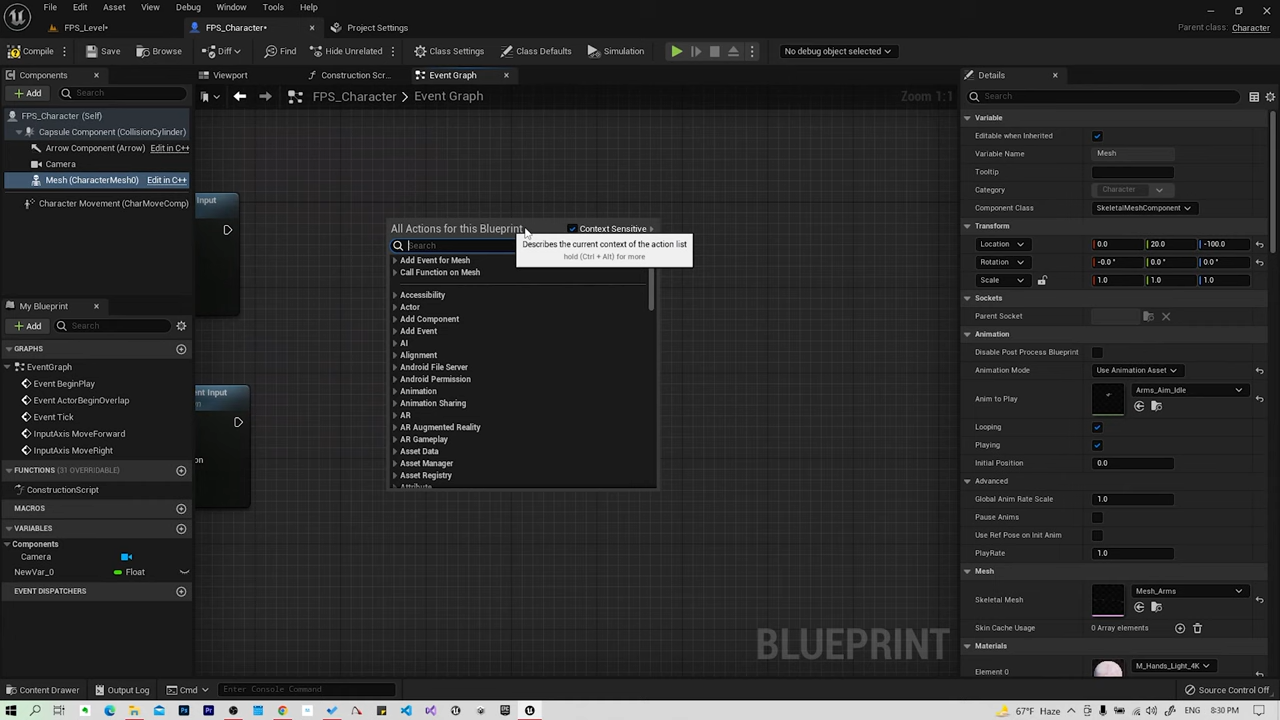 File Edit Asset View Debug Window Tools Help
FPS_Level•
FPS_Character•
Project Settings
Parent class: Character
Compile
Save
Browse
Diff
Find
Hide Unrelated
Class Settings
Class Defaults
Simulation
No debug object selected
Components
Add
Search
FPS_Character (Self)
Capsule Component (CollisionCylinder)
Arrow Component (Arrow) Edit in C++
Camera
Mesh (CharacterMesh0) Edit in C++
Character Movement (CharMoveComp)
My Blueprint
Add
Search
GRAPHS
EventGraph
Event BeginPlay
Event ActorBeginOverlap
Event Tick
InputAxis MoveForward
InputAxis MoveRight
FUNCTIONS (31 OVERRIDABLE)
ConstructionScript
MACROS
VARIABLES
Components
Camera
NewVar_0 Float
EVENT DISPATCHERS
Viewport
Construction Scr...
Event Graph
FPS_Character > Event Graph
Zoom 1:1
Input
nt Input
on
All Actions for this Blueprint
Context Sensitive
Search
Describes the current context of the action list
hold (Ctrl + Alt) for more
Add Event for Mesh
Call Function on Mesh
Accessibility
Actor
Add Component
Add Event
AI
Alignment
Android File Server
Android Permission
Animation
Animation Sharing
AR
AR Augmented Reality
AR Gameplay
Asset Data
Asset Manager
Asset Registry
Attribute
BLUEPRINT
Details
Search
Variable
Editable when Inherited
Variable Name Mesh
Tooltip
Category Character
Component Class SkeletalMeshComponent
Transform
Location 0.0 20.0 -100.0
Rotation -0.0 ° 0.0 ° 0.0 °
Scale 1.0 1.0 1.0
Sockets
Parent Socket
Animation
Disable Post Process Blueprint
Animation Mode Use Animation Asset
Anim to Play Arms_Aim_Idle
Looping
Playing
Initial Position 0.0
Advanced
Global Anim Rate Scale 1.0
Pause Anims
Use Ref Pose on Init Anim
PlayRate 1.0
Mesh
Skeletal Mesh Mesh_Arms
Skin Cache Usage 0 Array elements
Materials
Element 0 M_Hands_Light_4K
Content Drawer
Output Log
Cmd
Enter Console Command
Source Control Off
67°F Haze
8:30 PM